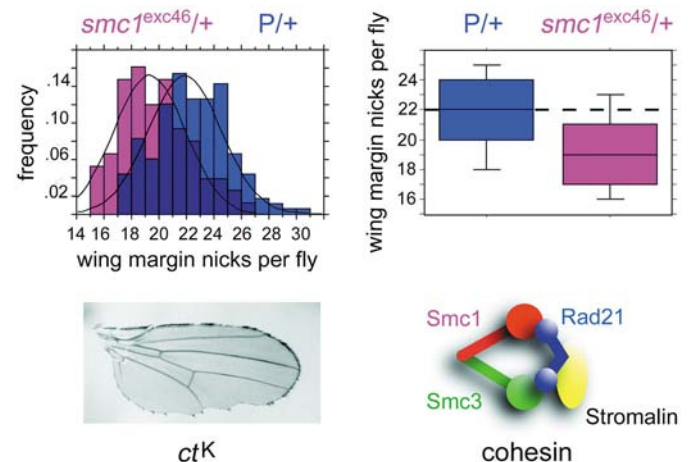 smc1exc46/+ P/+
frequency
.14
.10
.06
.02
14 16 18 20 22 24 26 28 30
wing margin nicks per fly
P/+ smc1exc46/+
wing margin nicks per fly
24
22
20
18
16
ctK
Smc1
Rad21
Smc3
Stromalin
cohesin